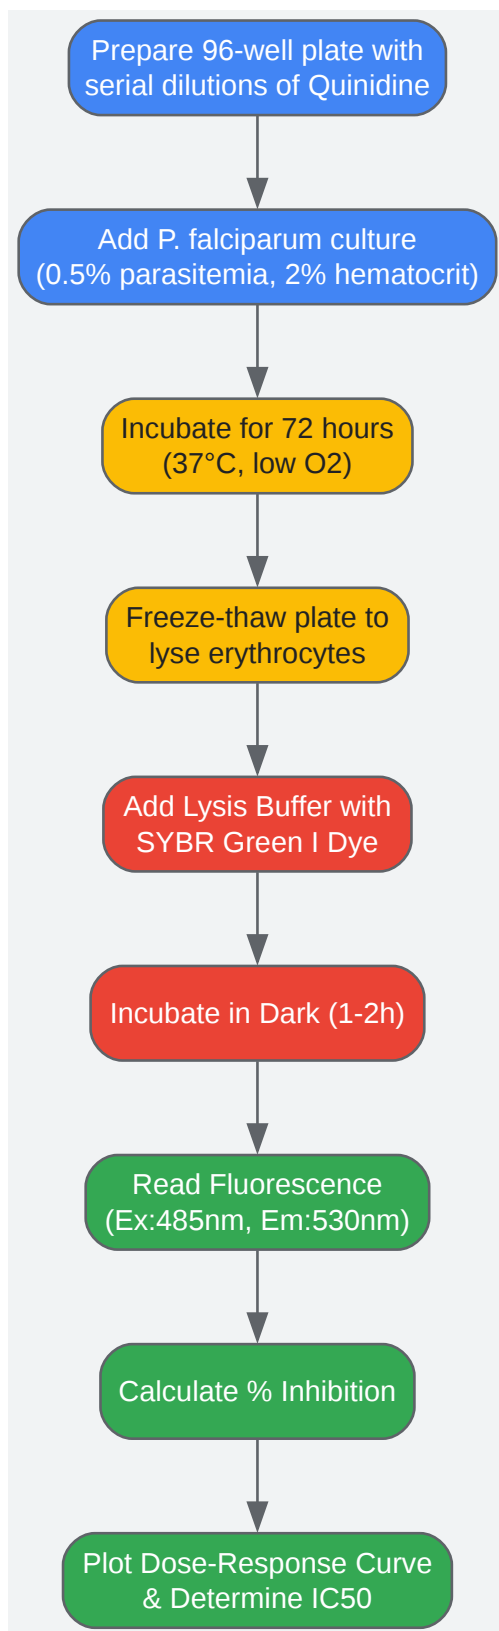 Prepare 96-well plate with
serial dilutions of Quinidine
Add P. falciparum culture
(0.5% parasitemia, 2% hematocrit)
Incubate for 72 hours
(37°C, low O2)
Freeze-thaw plate to
lyse erythrocytes
Add Lysis Buffer with
SYBR Green I Dye
Incubate in Dark (1-2h)
Read Fluorescence
(Ex:485nm, Em:530nm)
Calculate % Inhibition
Plot Dose-Response Curve
& Determine IC50